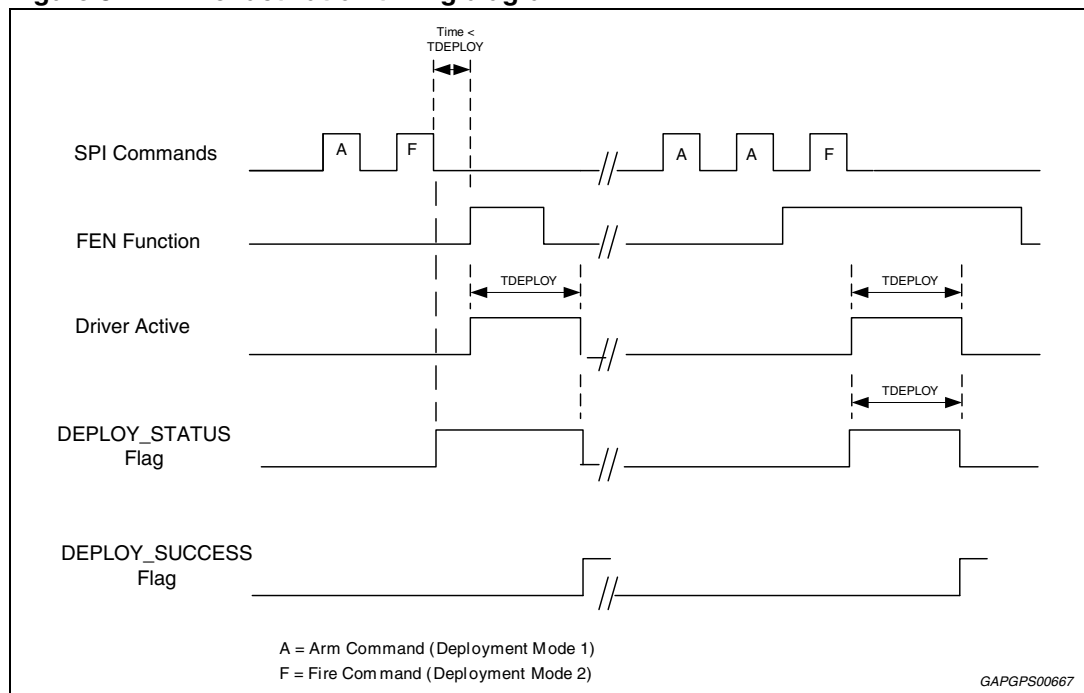 Time <
TDEPLOY
SPI Commands
A
F
A
A
F
FEN Function
TDEPLOY
TDEPLOY
Driver Active
TDEPLOY
DEPLOY_STATUS
Flag
DEPLOY_SUCCESS
Flag
A = Arm Command (Deployment Mode 1)
F = Fire Command (Deployment Mode 2)
GAPGPS00667